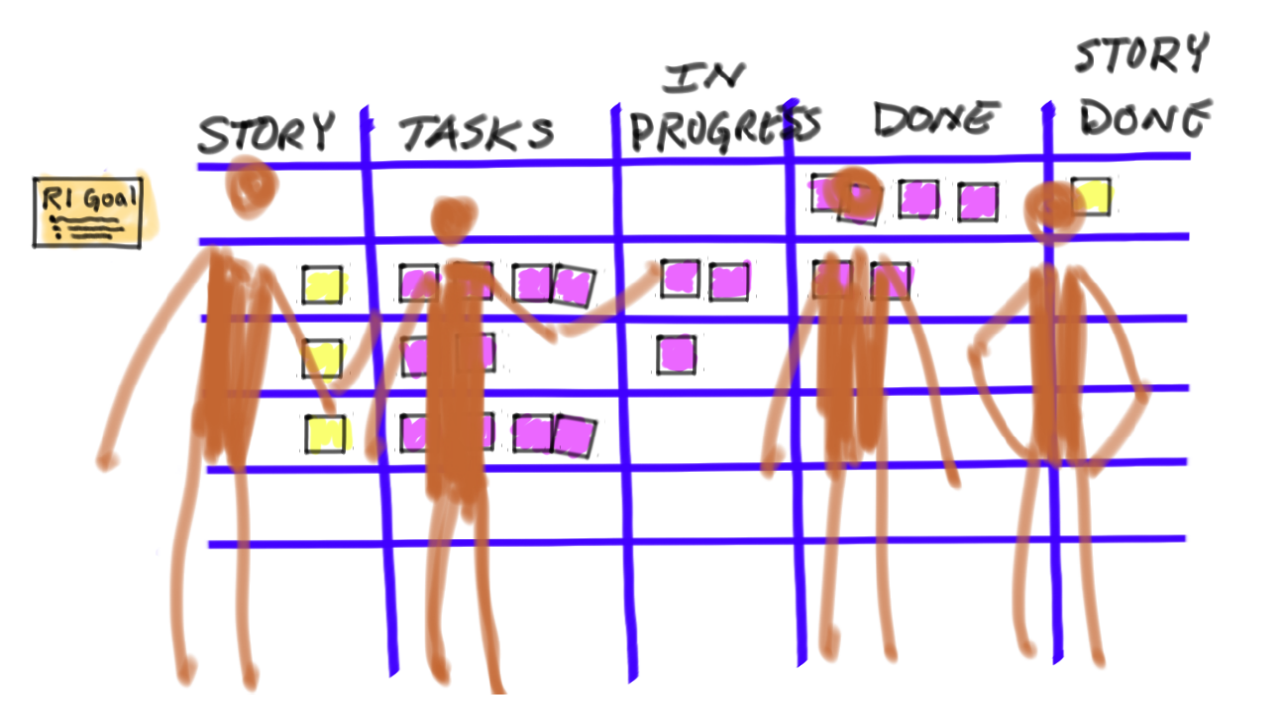 STORY
TASKS
IN
PROGRESS
DONE
STORY
DONE
R1 Goal